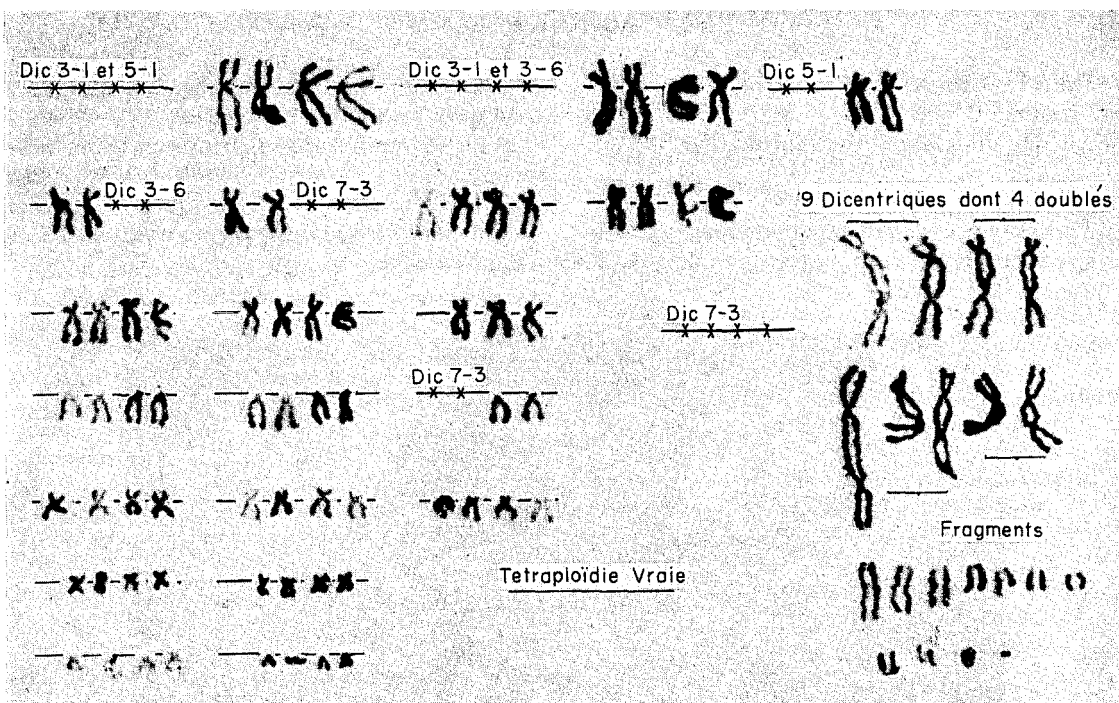 Dic 3-1 et 5-1
Dic 3-1 et 3-6
Dic 5-1
Dic 3-6
Dic 7-3
9 Dicentriques dont 4 doublés
Dic 7-3
Dic 7-3
Fragments
Tetraploïdie Vraie